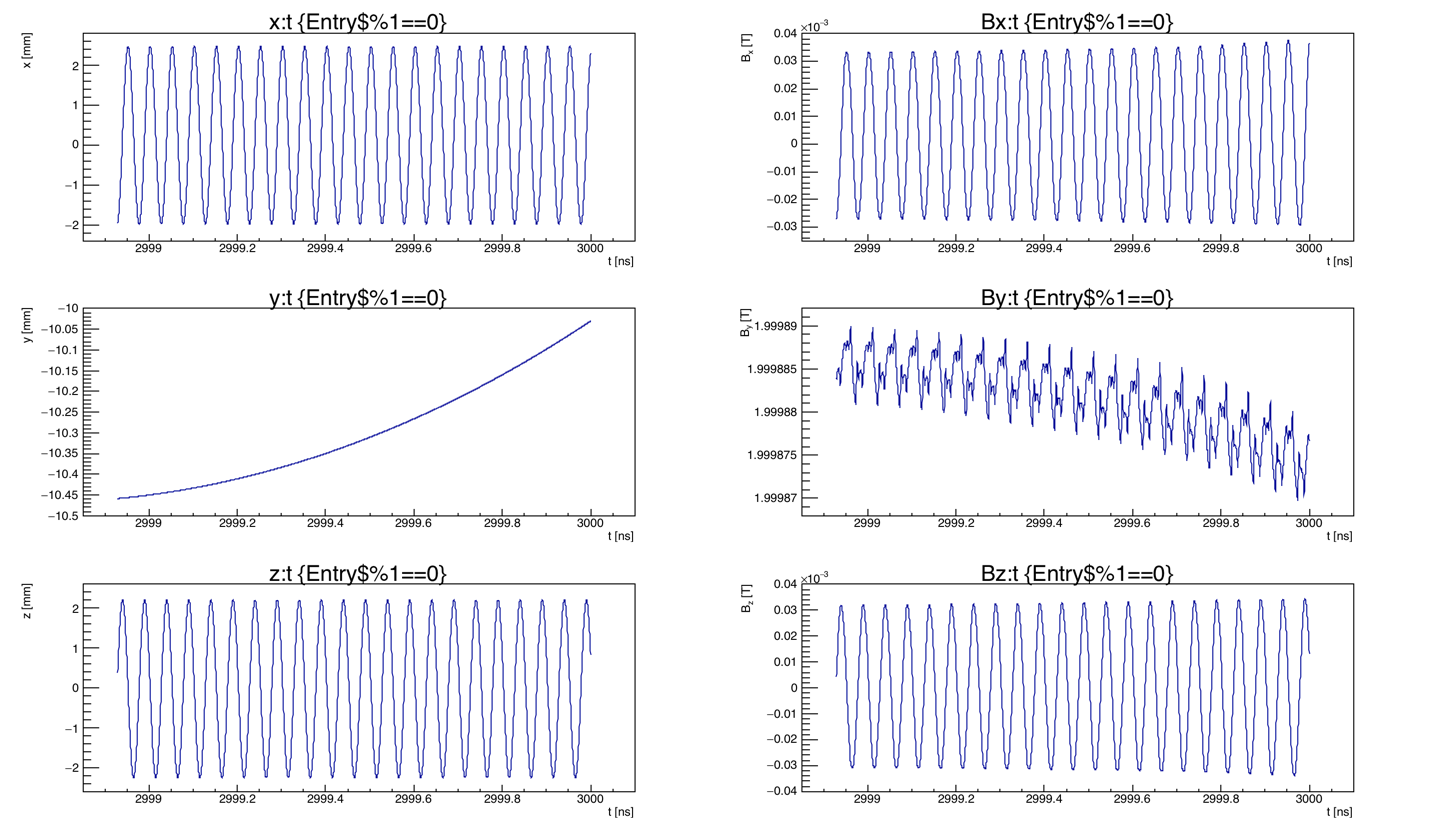 x:t {Entry$%1==0}
x [mm]
2
1
0
−1
−2
2999 2999.2 2999.4 2999.6 2999.8 3000
t [ns]
Bx:t {Entry$%1==0}
×10−3
Bx [T]
0.04
0.03
0.02
0.01
0
−0.01
−0.02
−0.03
2999 2999.2 2999.4 2999.6 2999.8 3000
t [ns]
y:t {Entry$%1==0}
y [mm]
−10
−10.05
−10.1
−10.15
−10.2
−10.25
−10.3
−10.35
−10.4
−10.45
−10.5
2999 2999.2 2999.4 2999.6 2999.8 3000
t [ns]
By:t {Entry$%1==0}
By [T]
1.99989
1.999885
1.99988
1.999875
1.99987
2999 2999.2 2999.4 2999.6 2999.8 3000
t [ns]
z:t {Entry$%1==0}
z [mm]
2
1
0
−1
−2
2999 2999.2 2999.4 2999.6 2999.8 3000
t [ns]
Bz:t {Entry$%1==0}
×10−3
Bz [T]
0.04
0.03
0.02
0.01
0
−0.01
−0.02
−0.03
−0.04
2999 2999.2 2999.4 2999.6 2999.8 3000
t [ns]